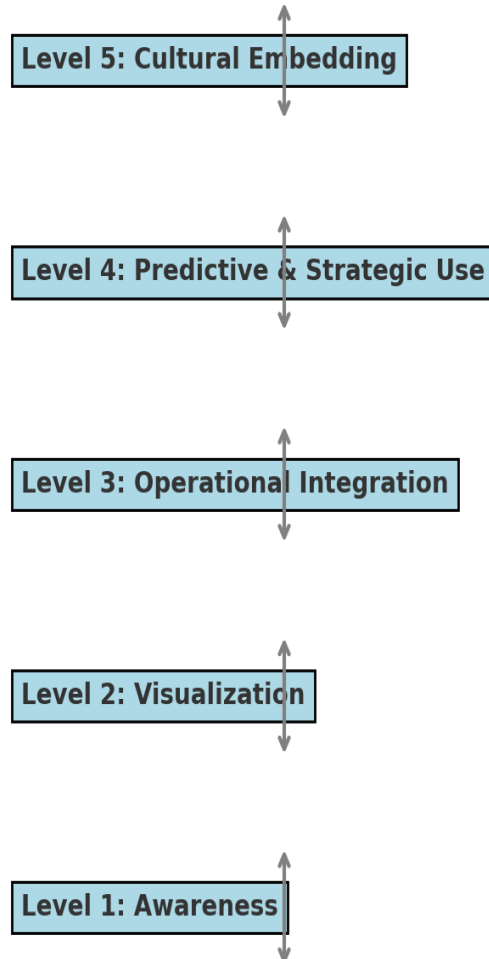 Level 5: Cultural Embedding
Level 4: Predictive & Strategic Use
Level 3: Operational Integration
Level 2: Visualization
Level 1: Awareness